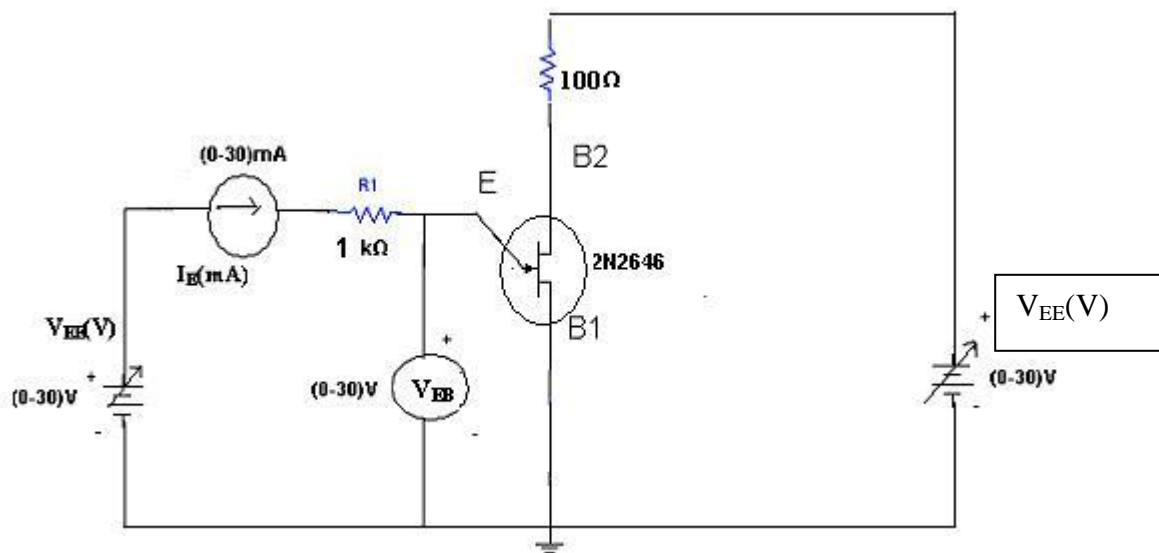 100Ω
B2
(0-30)mA
E
R1
1 kΩ
2N2646
I_E(mA)
B1
V_EE(V)
+
V_EE(V)
+
(0-30)V
-
+
(0-30)V
V_EB
-
+
(0-30)V
-